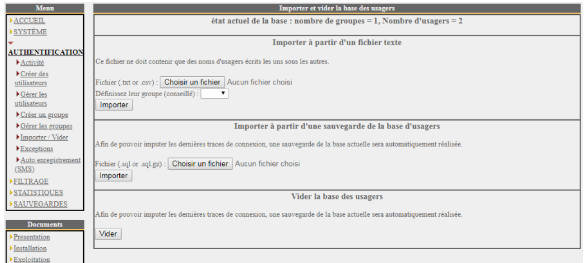 Menu
ACCUEIL
SYSTÈME
AUTHENTIFICATION
Activité
Créer des
utilisateurs
Gérer les
utilisateurs
Créer un groupe
Gérer les groupes
Importer / Vider
Exceptions
Auto enregistrement
(SMS)
FILTRAGE
STATISTIQUES
SAUVEGARDES
Documents
Presentation
Installation
Exploitation
Importer et vider la base des usagers
état actuel de la base : nombre de groupes = 1, Nombre d'usagers = 2
Importer à partir d'un fichier texte
Ce fichier ne doit contenir que des noms d'usagers écrits les uns sous les autres.
Fichier (.txt or .csv) : Choisir un fichier Aucun fichier choisi
Définissez leur groupe (conseillé) :
Importer
Importer à partir d'une sauvegarde de la base d'usagers
Afin de pouvoir imputer les dernières traces de connexion, une sauvegarde de la base actuelle sera automatiquement réalisée.
Fichier (.sql or .sql.gz) : Choisir un fichier Aucun fichier choisi
Importer
Vider la base des usagers
Afin de pouvoir imputer les dernières traces de connexion, une sauvegarde de la base actuelle sera automatiquement réalisée.
Vider